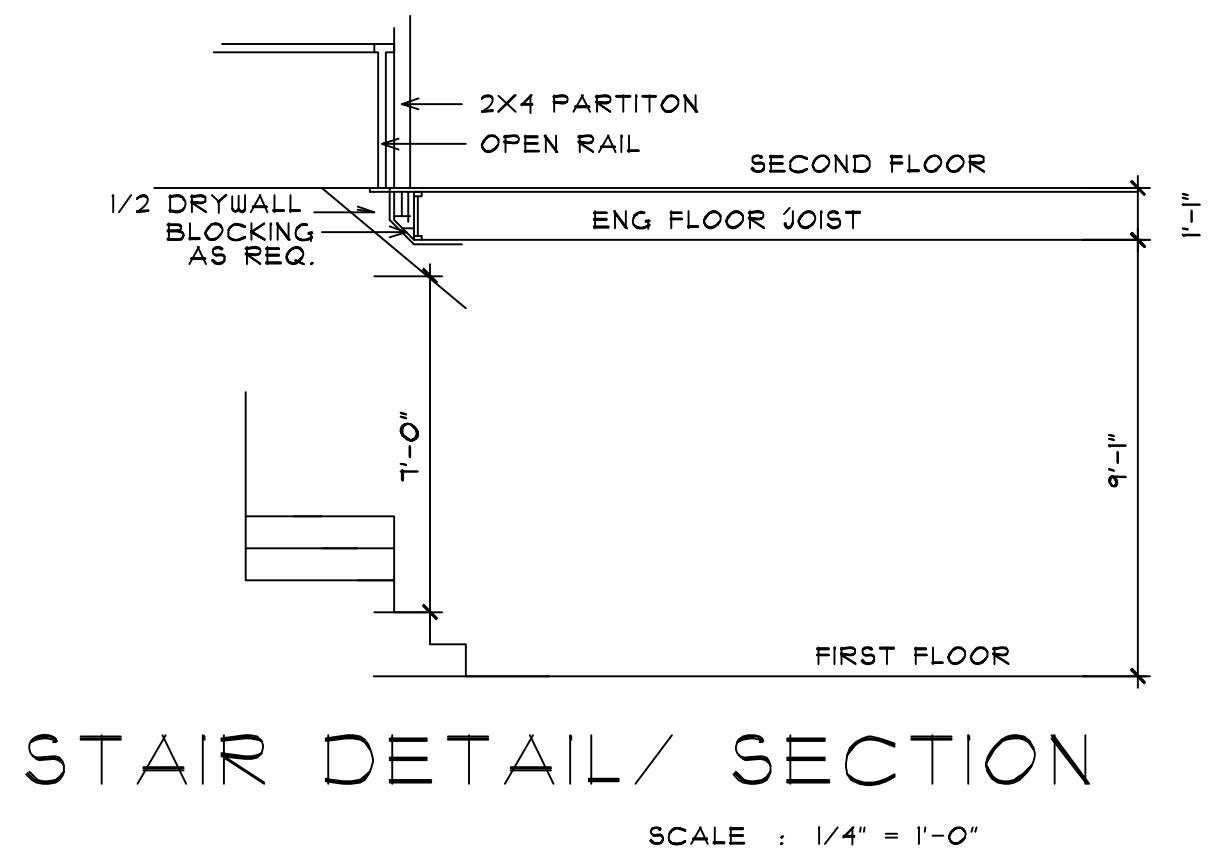 2X4 PARTITON
OPEN RAIL
SECOND FLOOR
1/2 DRYWALL
BLOCKING
AS REQ.
ENG FLOOR JOIST
1'-1"
7'-0"
9'-1"
FIRST FLOOR
STAIR DETAIL/ SECTION
SCALE : 1/4" = 1'-0"